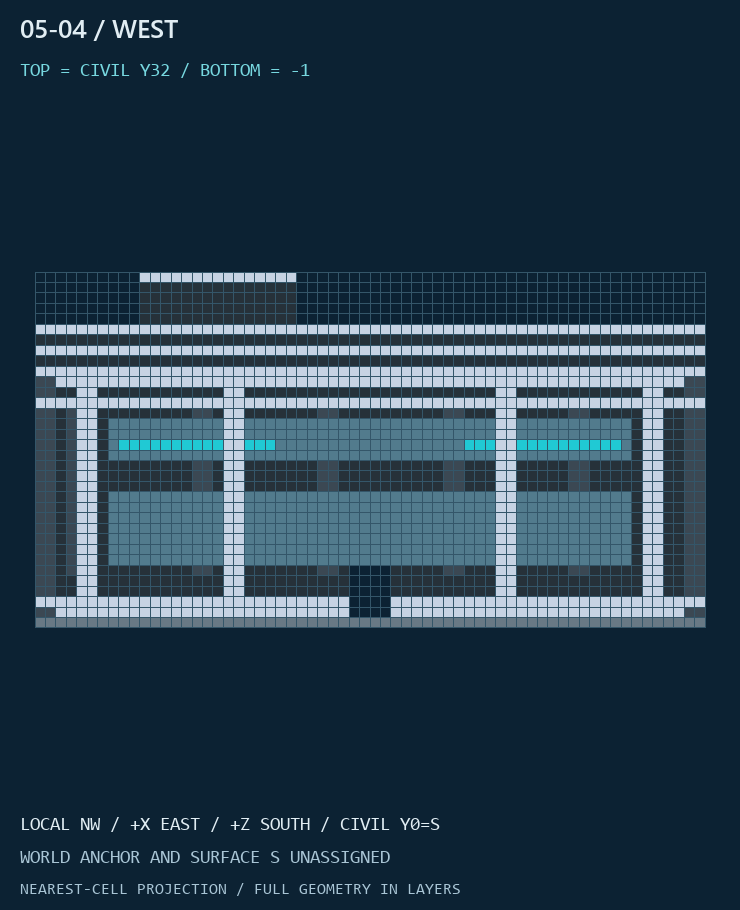 05-04 / WEST
TOP = CIVIL Y32 / BOTTOM = -1
LOCAL NW / +X EAST / +Z SOUTH / CIVIL Y0=S
WORLD ANCHOR AND SURFACE S UNASSIGNED
NEAREST-CELL PROJECTION / FULL GEOMETRY IN LAYERS